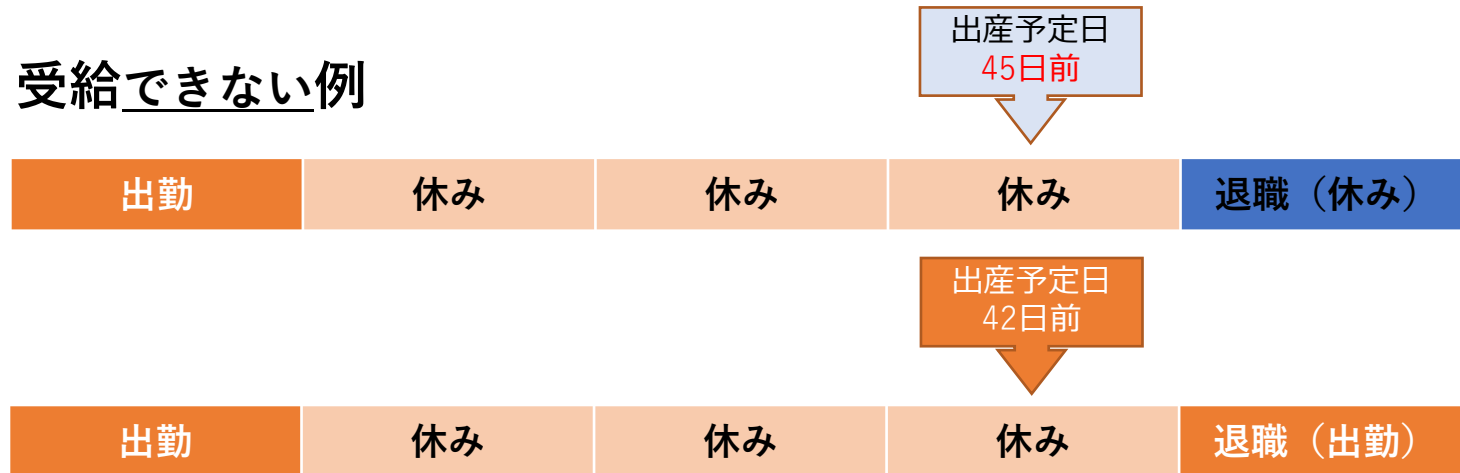 出産予定日
45日前
受給できない例
出勤 休み 休み 休み 退職（休み）
出産予定日
42日前
出勤 休み 休み 休み 退職（出勤）